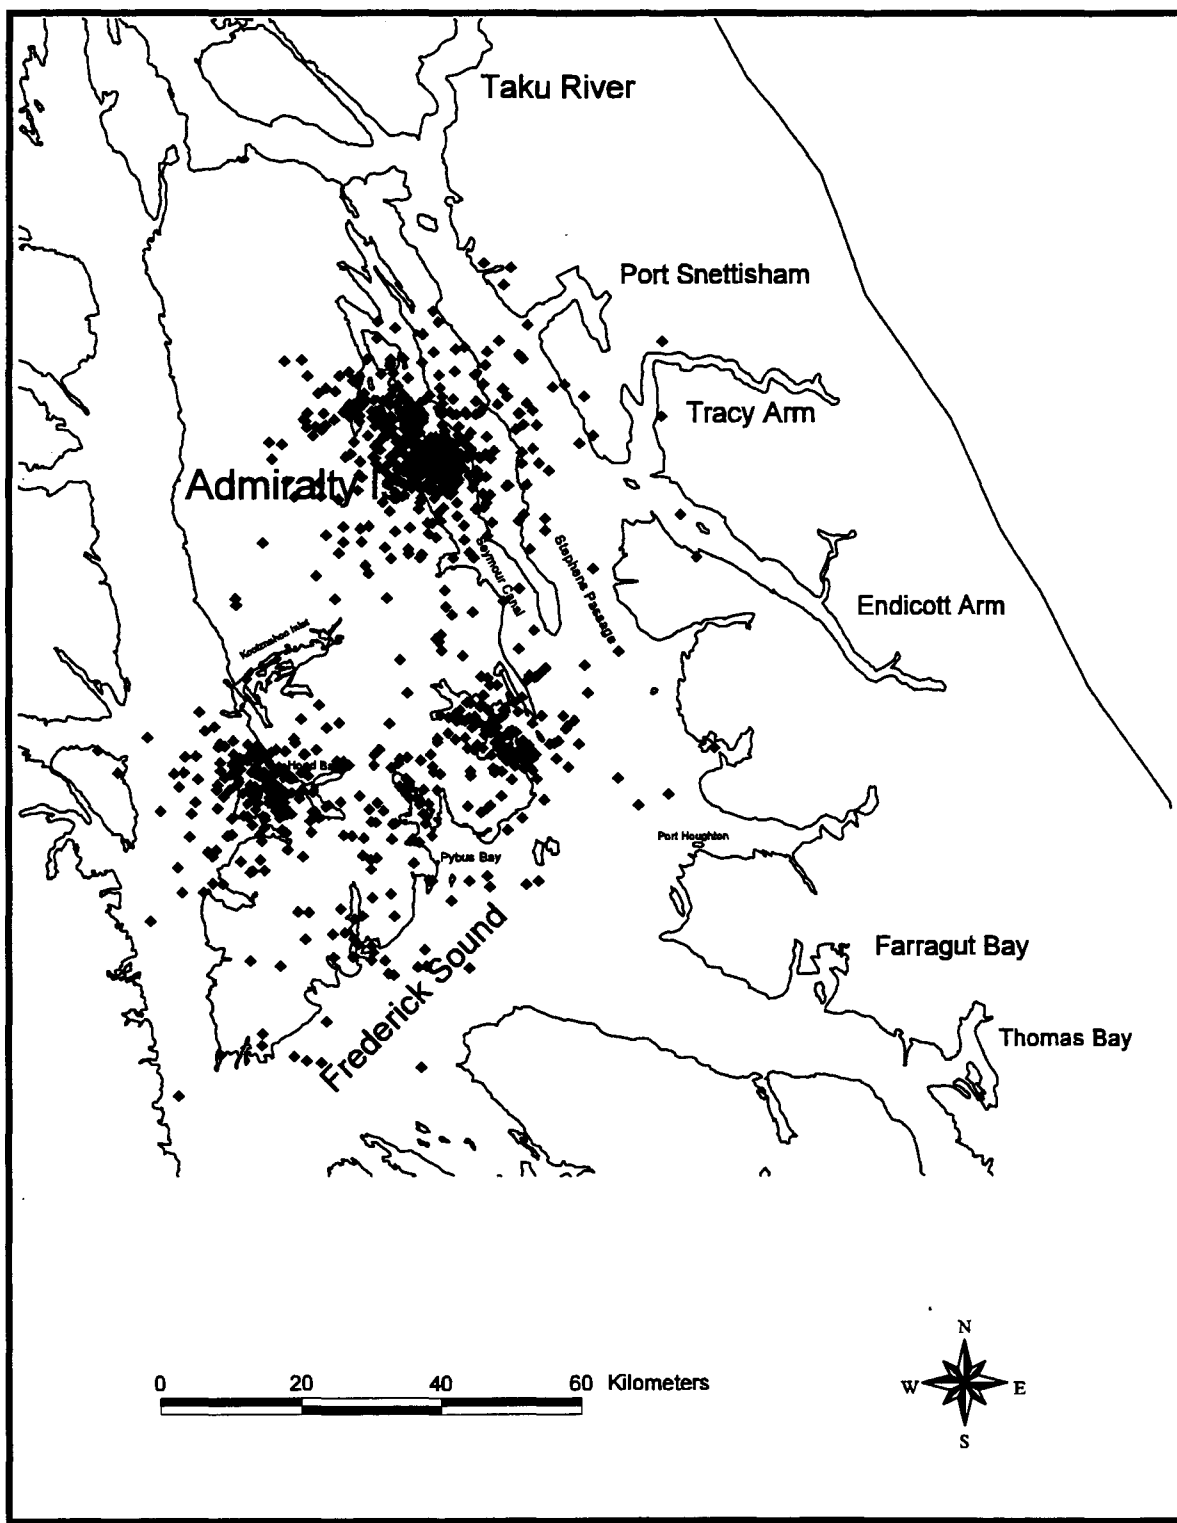 Taku River
Port Snettisham
Tracy Arm
Admiralty I
Seymour Canal
Stephens Passage
Endicott Arm
Kootznahoo Inlet
Hood Ba
Port Houghton
Pybus Bay
Frederick Sound
Farragut Bay
Thomas Bay
0 20 40 60 Kilometers
N
W E
S